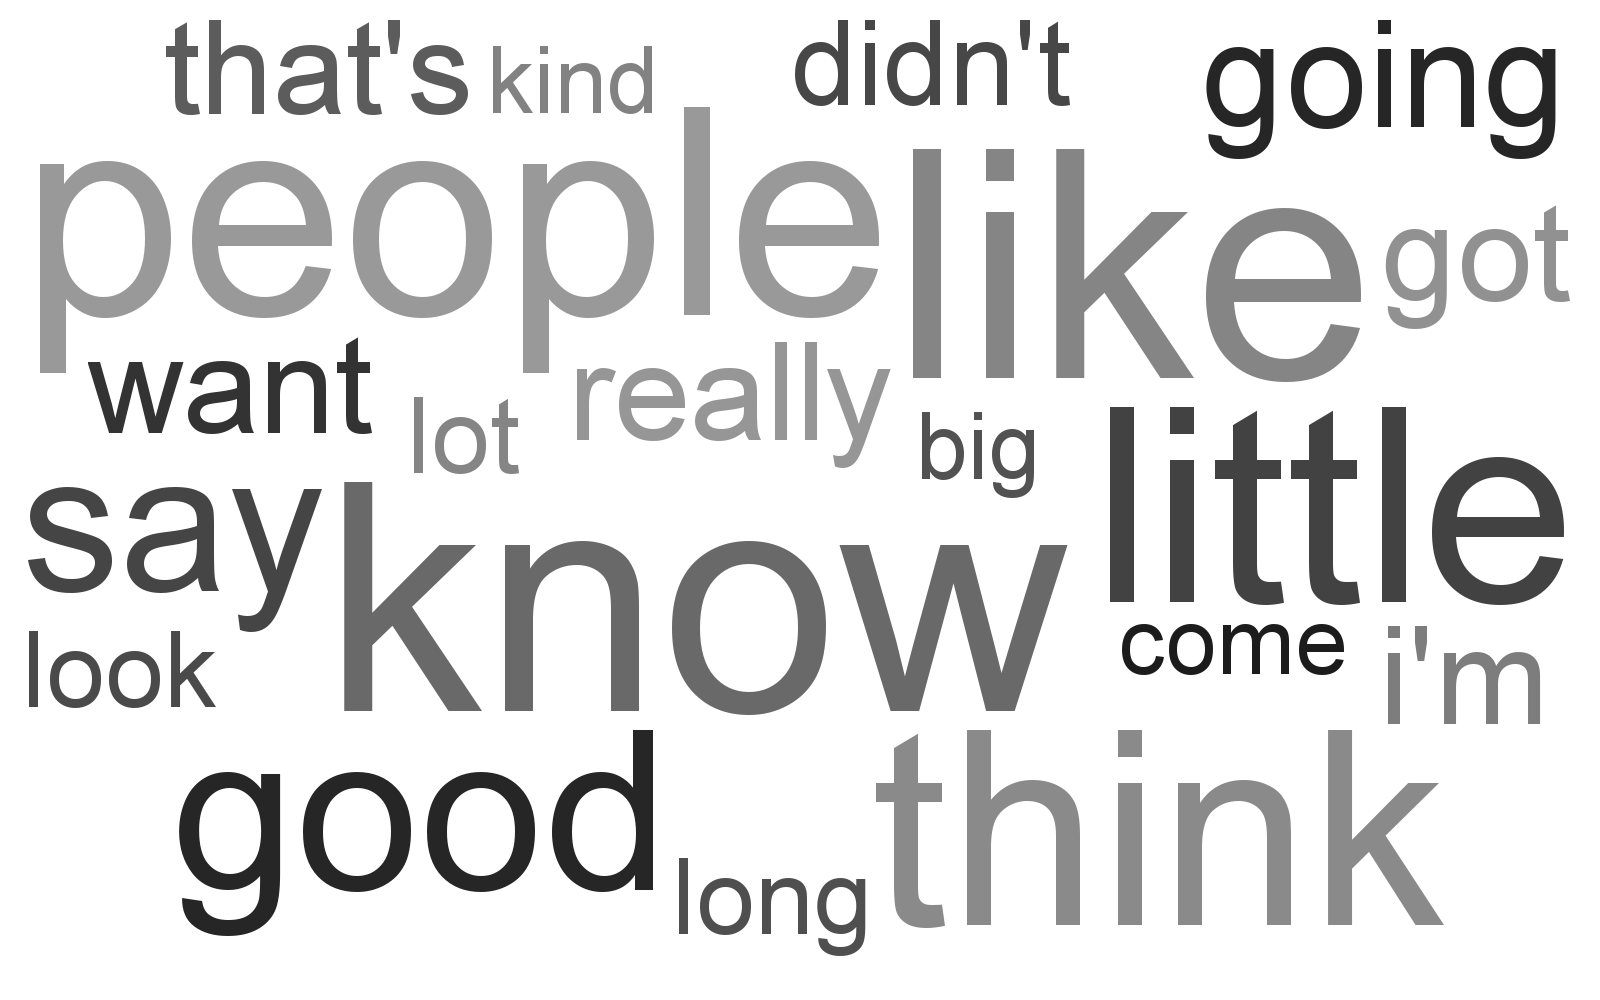 that's kind didn't going
people like got
want lot really big little
say know
look come i'm
good long think